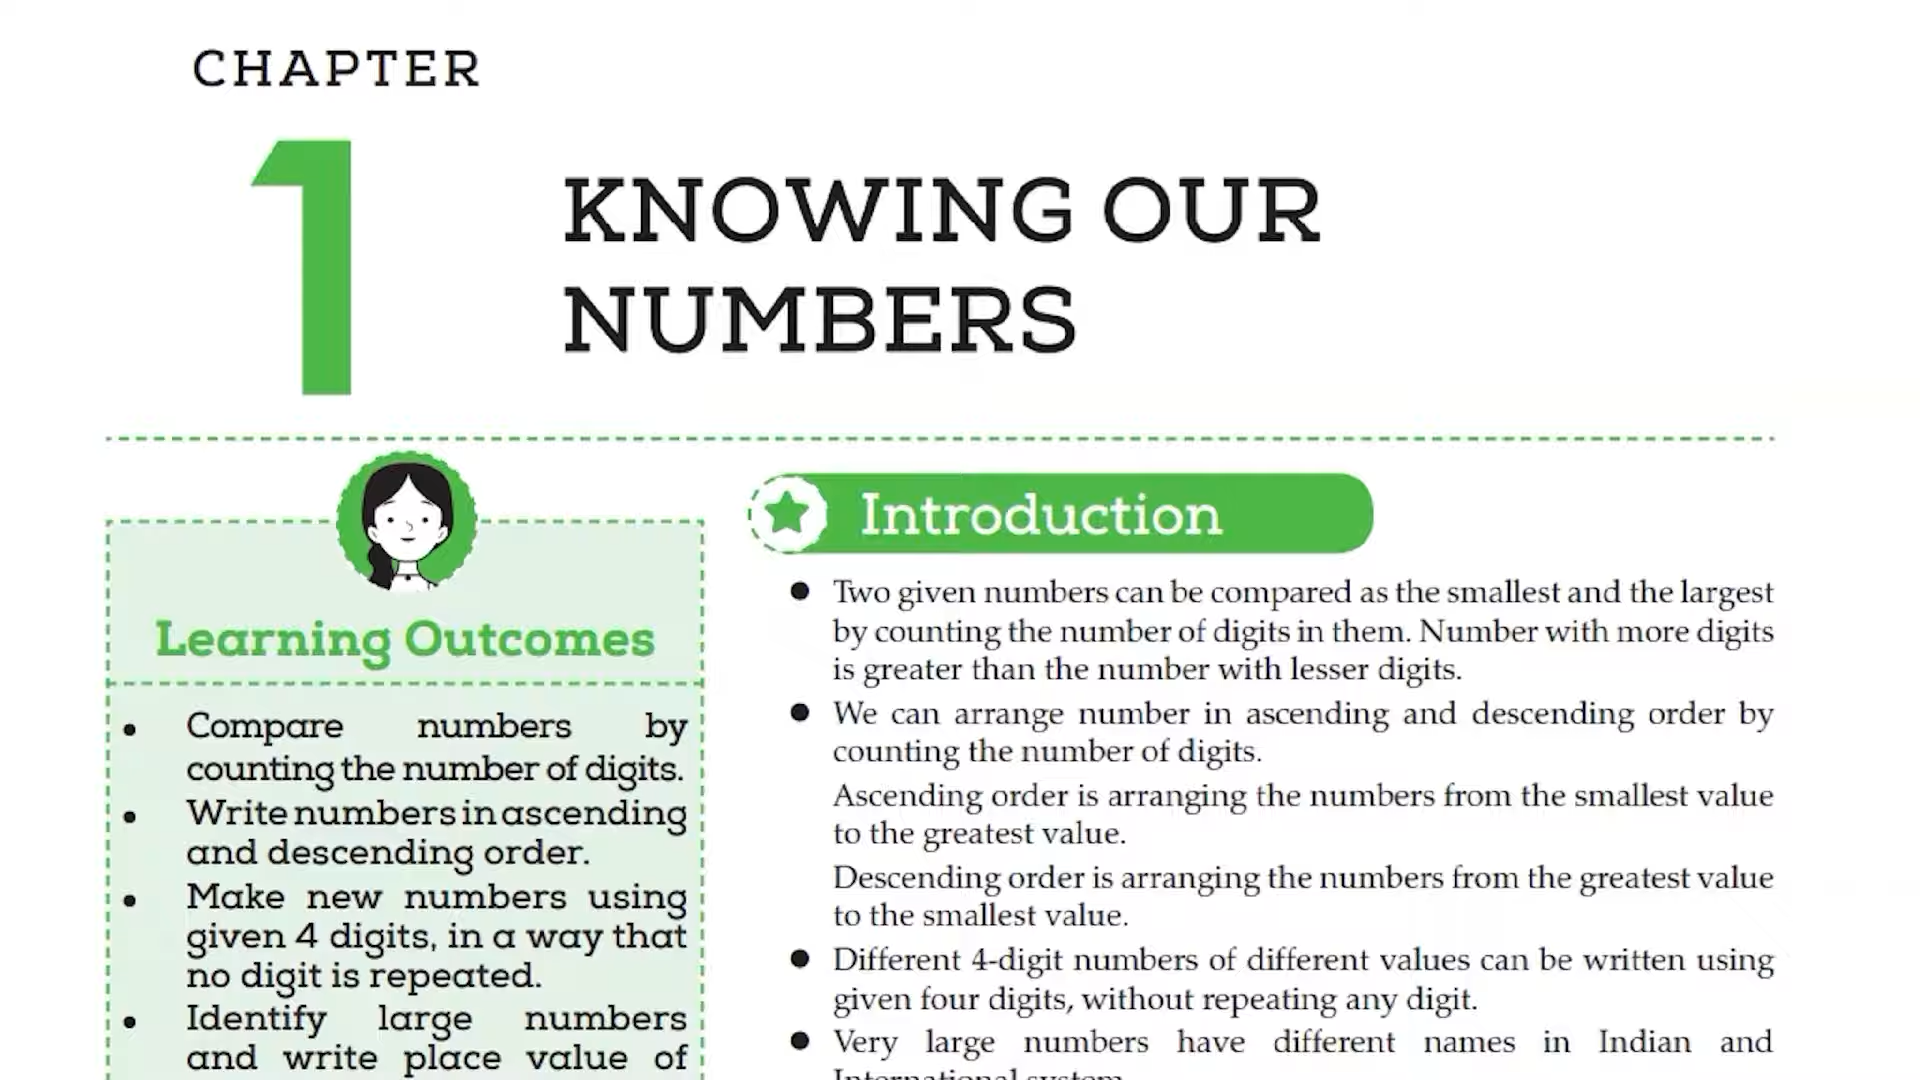 CHAPTER
1
KNOWING OUR
NUMBERS
Learning Outcomes
• Compare numbers by
counting the number of digits.
• Write numbers in ascending
and descending order.
• Make new numbers using
given 4 digits, in a way that
no digit is repeated.
• Identify large numbers
and write place value of
Introduction
● Two given numbers can be compared as the smallest and the largest
by counting the number of digits in them. Number with more digits
is greater than the number with lesser digits.
● We can arrange number in ascending and descending order by
counting the number of digits.
Ascending order is arranging the numbers from the smallest value
to the greatest value.
Descending order is arranging the numbers from the greatest value
to the smallest value.
● Different 4-digit numbers of different values can be written using
given four digits, without repeating any digit.
● Very large numbers have different names in Indian and
International system.